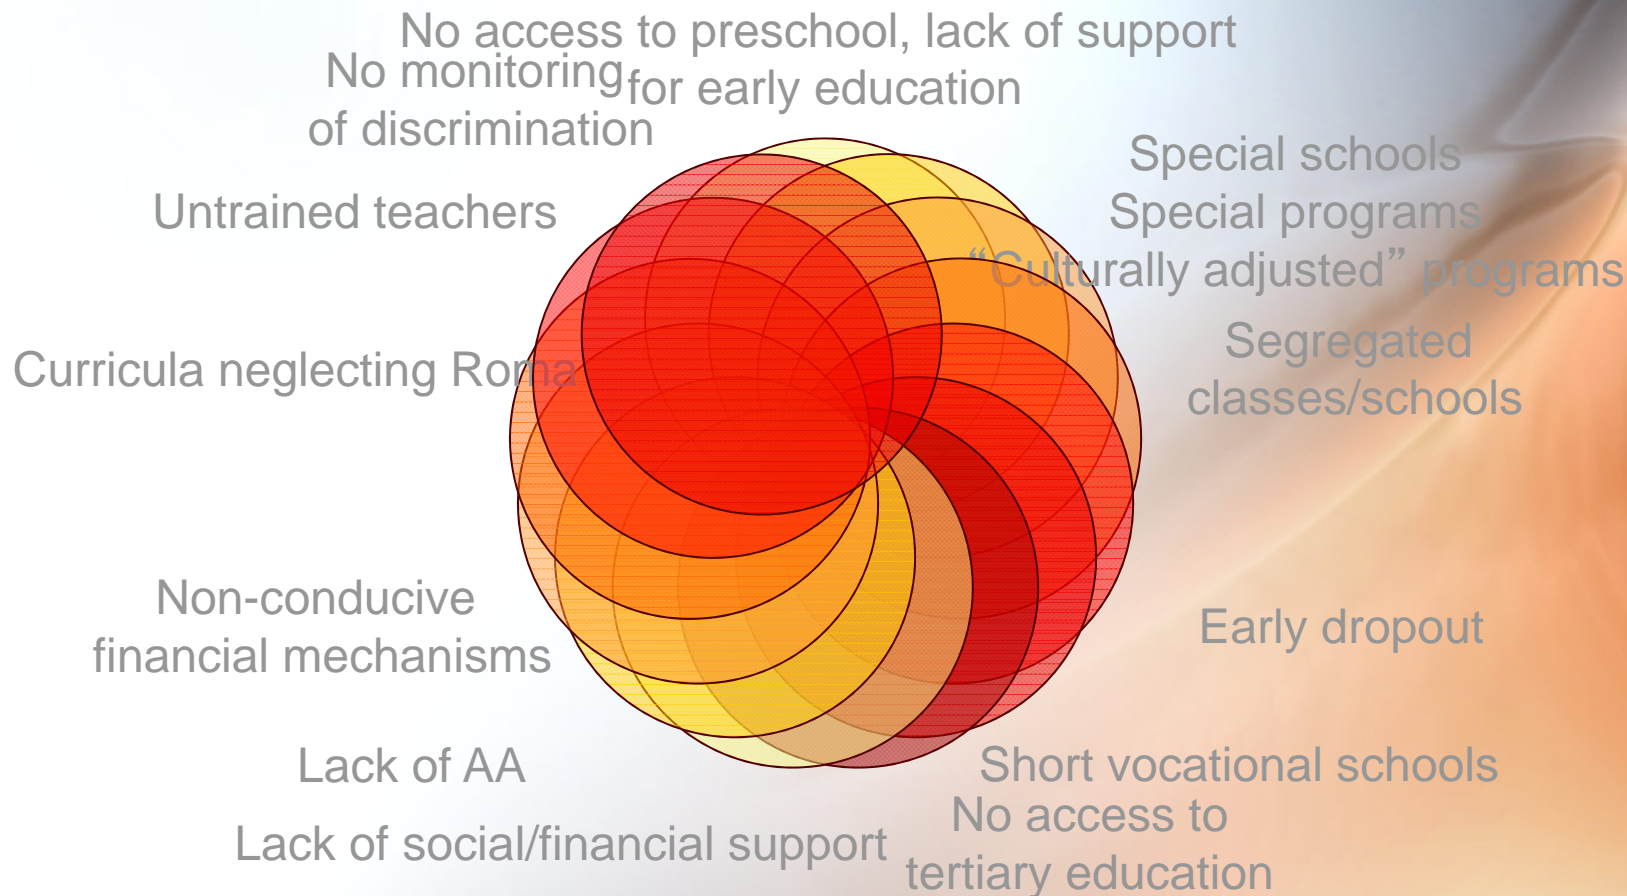 No access to preschool, lack of support
for early education
Special schools
Special programs
“Culturally adjusted” programs
Segregated
classes/schools
Early dropout
Short vocational schools
No access to
tertiary education
Lack of social/financial support
Lack of AA
Non-conducive
financial mechanisms
Curricula neglecting Roma
Untrained teachers
No monitoring
of discrimination